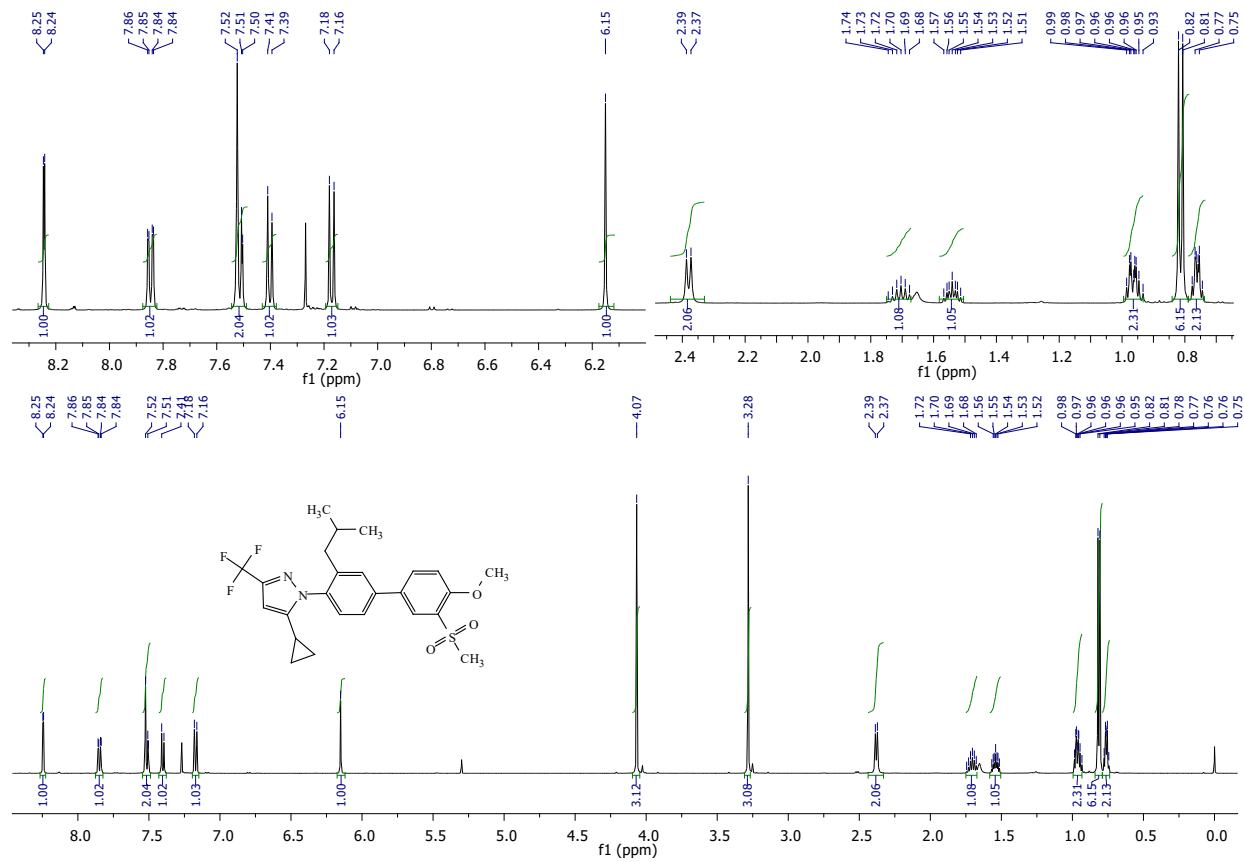 8.25 8.24 7.86 7.85 7.84 7.84 7.52 7.51 7.50 7.41 7.39 7.18 7.16 6.15
1.00 1.02 2.04 1.02 1.03 1.00
8.2 8.0 7.8 7.6 7.4 7.2 7.0 6.8 6.6 6.4 6.2
f1 (ppm)
2.39 2.37 1.74 1.73 1.72 1.70 1.69 1.68 1.57 1.56 1.55 1.54 1.53 1.52 1.51 0.99 0.98 0.97 0.96 0.96 0.96 0.95 0.93 0.82 0.81 0.77 0.75
2.06 1.08 1.05 2.31 6.15 2.13
2.4 2.2 2.0 1.8 1.6 1.4 1.2 1.0 0.8
f1 (ppm)
8.25 8.24 7.86 7.85 7.84 7.84 7.52 7.51 7.41 7.18 7.16 6.15 4.07 3.28 2.39 2.37 1.72 1.70 1.69 1.68 1.56 1.55 1.54 1.53 1.52 0.98 0.97 0.96 0.96 0.96 0.95 0.82 0.81 0.78 0.77 0.76 0.76 0.75
H3C
CH3
F F
F
N
N
CH3
O
O
S
O
CH3
1.00 1.02 2.04 1.02 1.03 1.00 3.12 3.08 2.06 1.08 1.05 2.31 6.15 2.13
8.0 7.5 7.0 6.5 6.0 5.5 5.0 4.5 4.0 3.5 3.0 2.5 2.0 1.5 1.0 0.5 0.0
f1 (ppm)